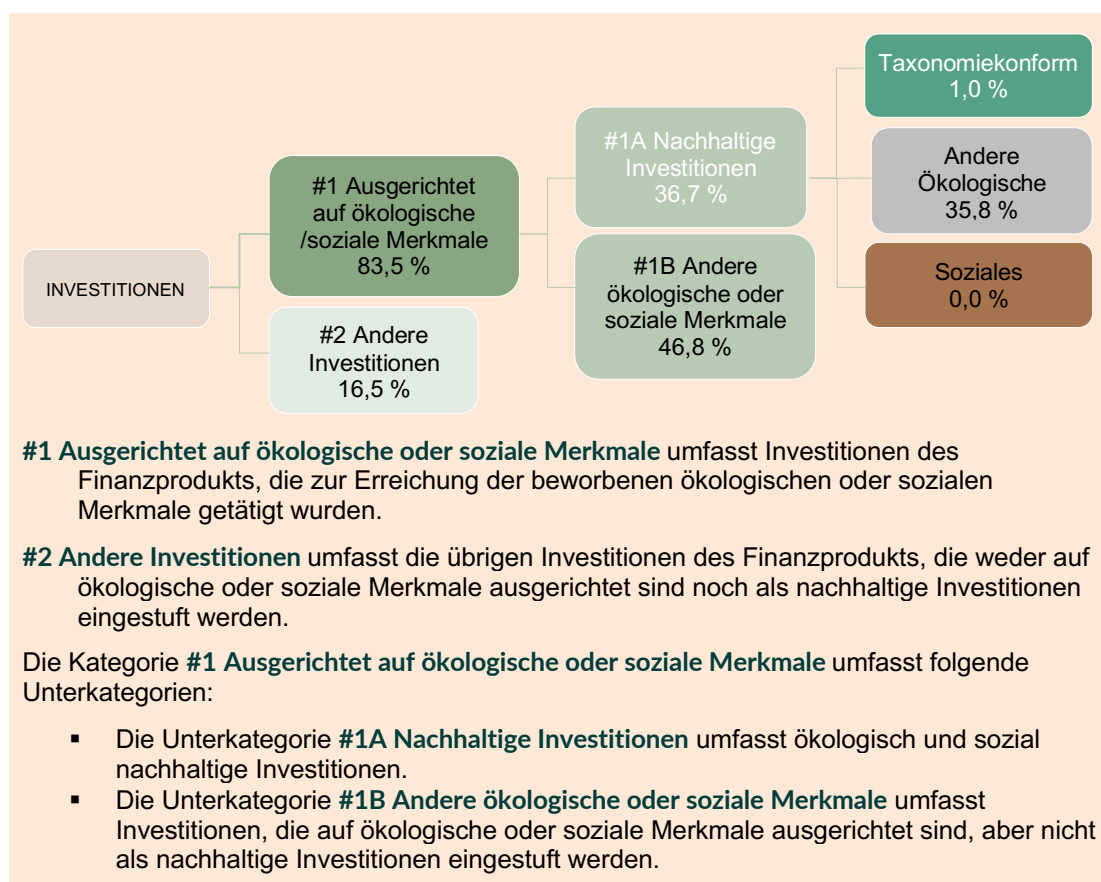 INVESTITIONEN
#1 Ausgerichtet
auf ökologische
/soziale Merkmale
83,5 %
#2 Andere
Investitionen
16,5 %
#1A Nachhaltige
Investitionen
36,7 %
#1B Andere
ökologische oder
soziale Merkmale
46,8 %
Taxonomiekonform
1,0 %
Andere
Ökologische
35,8 %
Soziales
0,0 %
#1 Ausgerichtet auf ökologische oder soziale Merkmale umfasst Investitionen des
Finanzprodukts, die zur Erreichung der beworbenen ökologischen oder sozialen
Merkmale getätigt wurden.
#2 Andere Investitionen umfasst die übrigen Investitionen des Finanzprodukts, die weder auf
ökologische oder soziale Merkmale ausgerichtet sind noch als nachhaltige Investitionen
eingestuft werden.
Die Kategorie #1 Ausgerichtet auf ökologische oder soziale Merkmale umfasst folgende
Unterkategorien:
▪ Die Unterkategorie #1A Nachhaltige Investitionen umfasst ökologisch und sozial
nachhaltige Investitionen.
▪ Die Unterkategorie #1B Andere ökologische oder soziale Merkmale umfasst
Investitionen, die auf ökologische oder soziale Merkmale ausgerichtet sind, aber nicht
als nachhaltige Investitionen eingestuft werden.